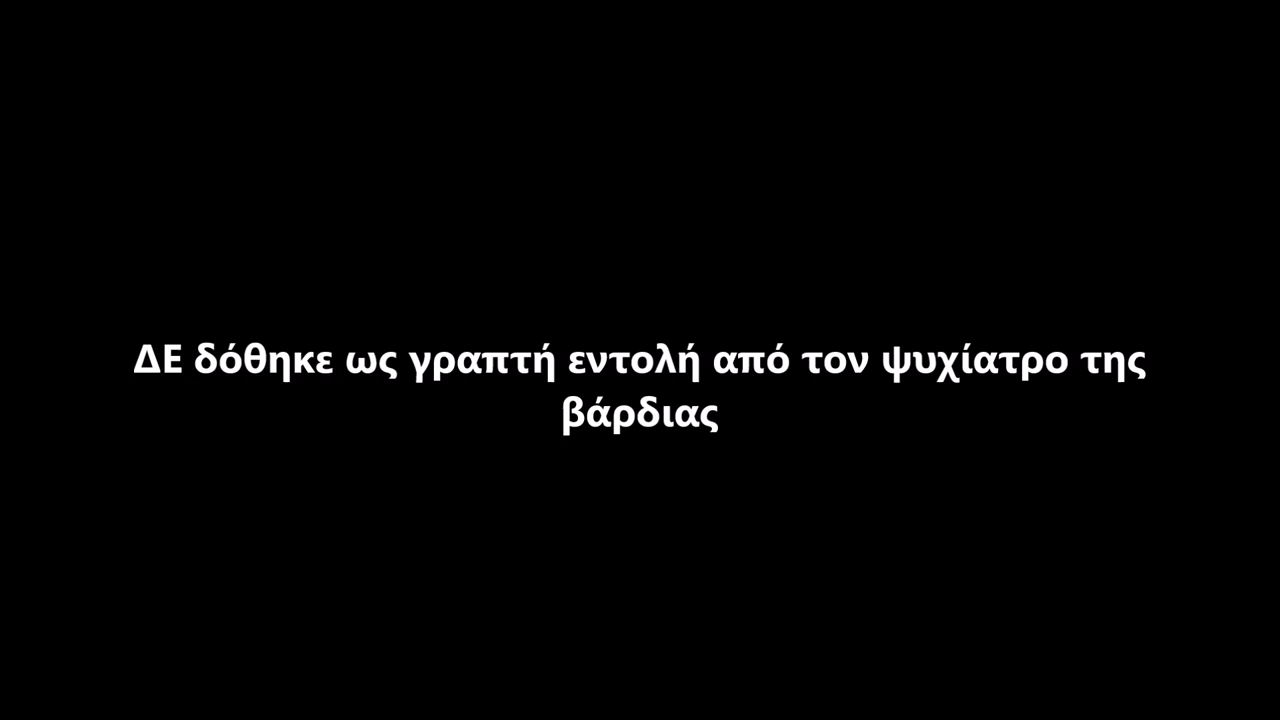 ΔΕ δόθηκε ως γραπτή εντολή από τον ψυχίατρο της
βάρδιας